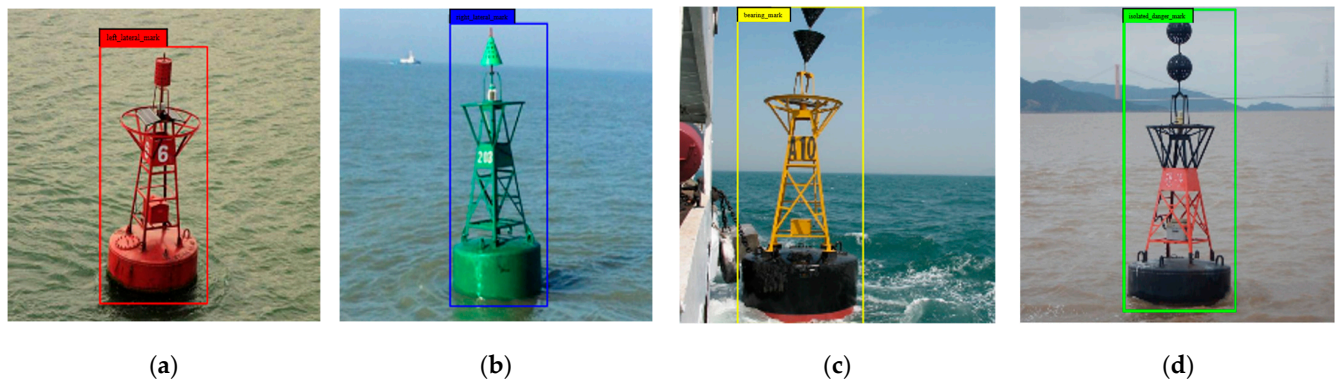 left_lateral_mark
right_lateral_mark
bearing_mark
isolated_danger_mark
6
203
A10
(a)
(b)
(c)
(d)